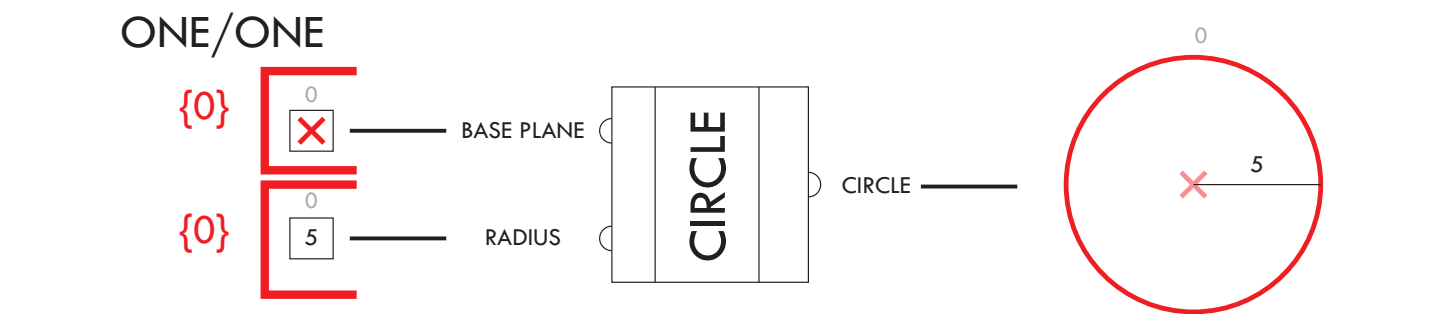 ONE/ONE
{0}
0
BASE PLANE
{0}
0
5
RADIUS
CIRCLE
CIRCLE
0
5